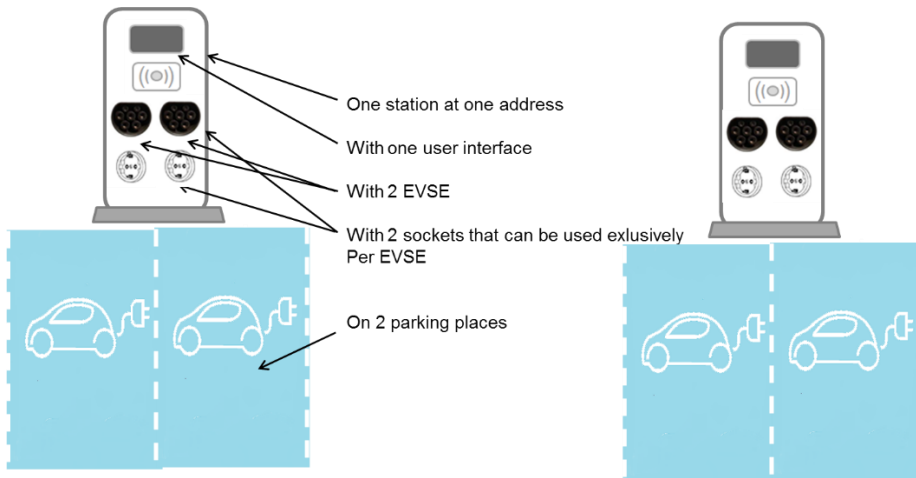 One station at one address
With one user interface
With 2 EVSE
With 2 sockets that can be used exlusively
Per EVSE
On 2 parking places